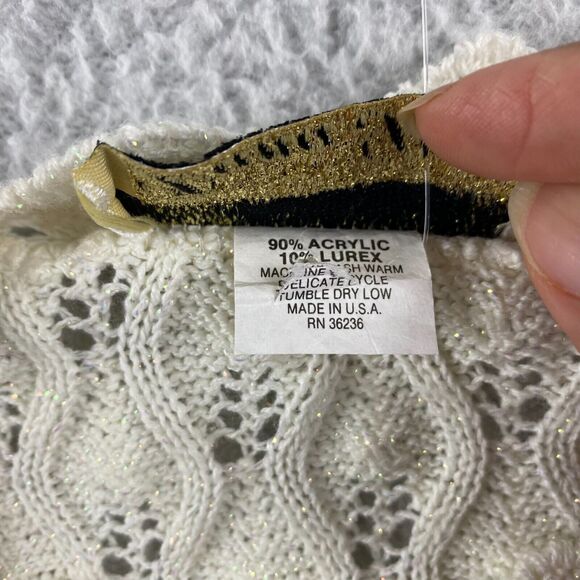 90% ACRYLIC
10% LUREX
MACHINE WASH WARM
DELICATE CYCLE
TUMBLE DRY LOW
MADE IN U.S.A.
RN 36236